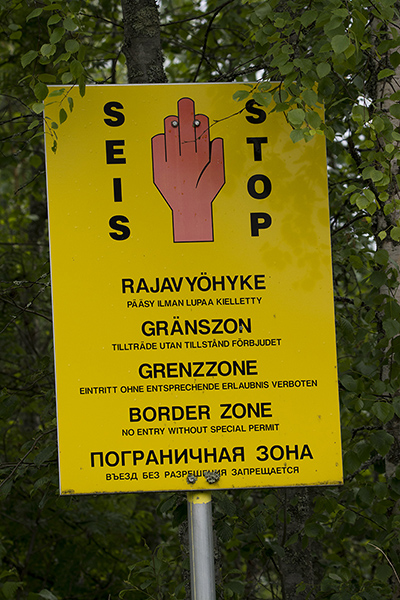 SEIS
STOP
RAJAVYÖHYKE
PÄÄSY ILMAN LUPAA KIELLETTY
GRÄNSZON
TILLTRÄDE UTAN TILLSTÅND FÖRBJUDET
GRENZZONE
EINTRITT OHNE ENTSPRECHENDE ERLAUBNIS VERBOTEN
BORDER ZONE
NO ENTRY WITHOUT SPECIAL PERMIT
ПОГРАНИЧНАЯ ЗОНА
ВЪЕЗД БЕЗ РАЗРЕШЕНИЯ ЗАПРЕЩАЕТСЯ